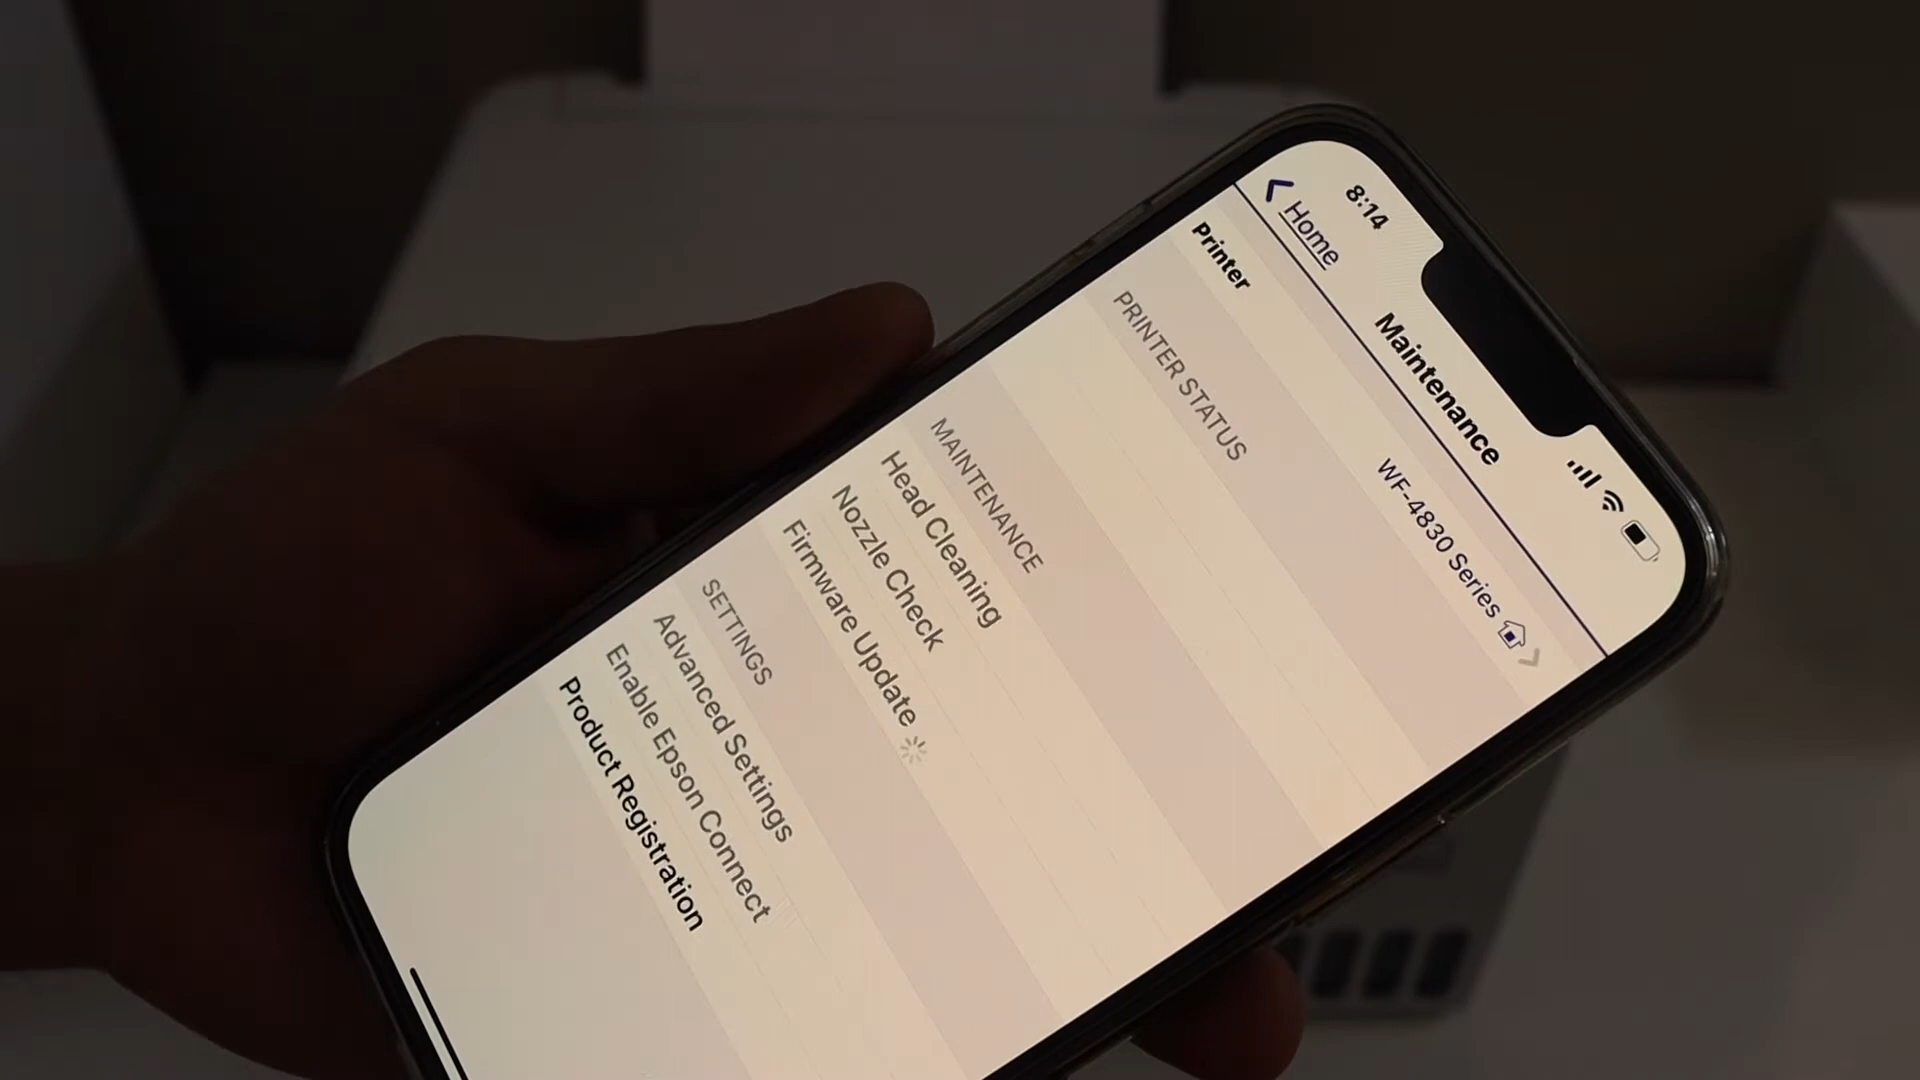 8:14
Home
Maintenance
Printer
WF-4830 Series
PRINTER STATUS
MAINTENANCE
Head Cleaning
Nozzle Check
Firmware Update
SETTINGS
Advanced Settings
Enable Epson Connect
Product Registration